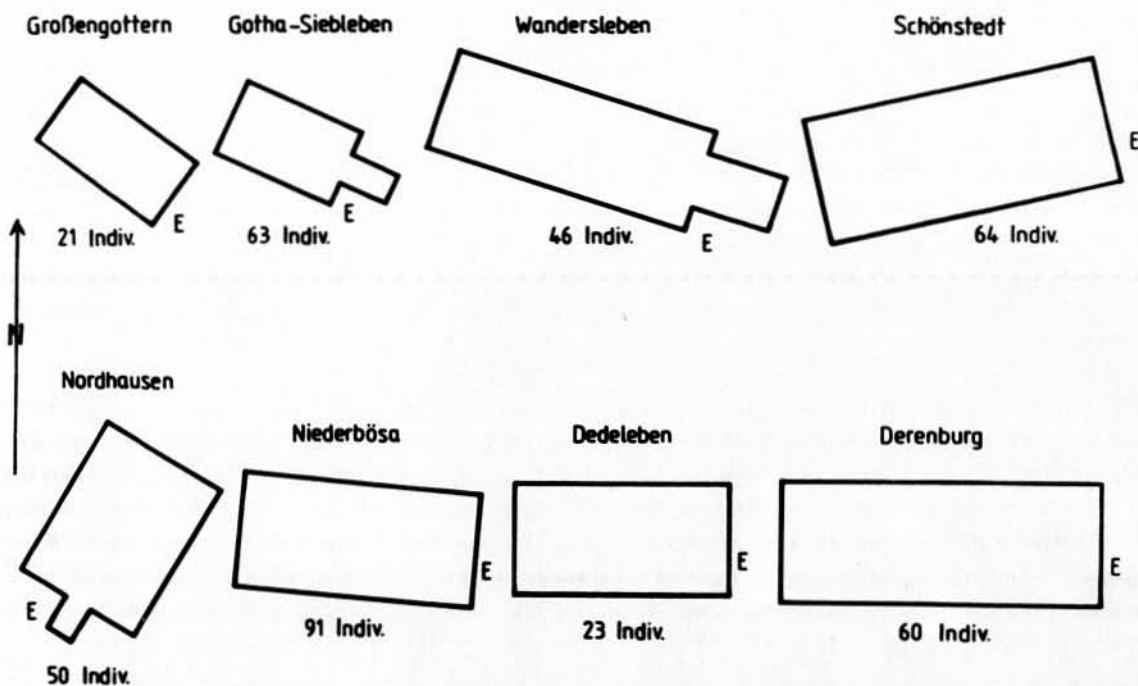 Großengottern
Gotha-Siebleben
Wandersleben
Schönstedt
E
E
E
E
21 Indiv.
63 Indiv.
46 Indiv.
64 Indiv.
N
Nordhausen
Niederbösa
Dedeleben
Derenburg
E
E
E
E
50 Indiv.
91 Indiv.
23 Indiv.
60 Indiv.